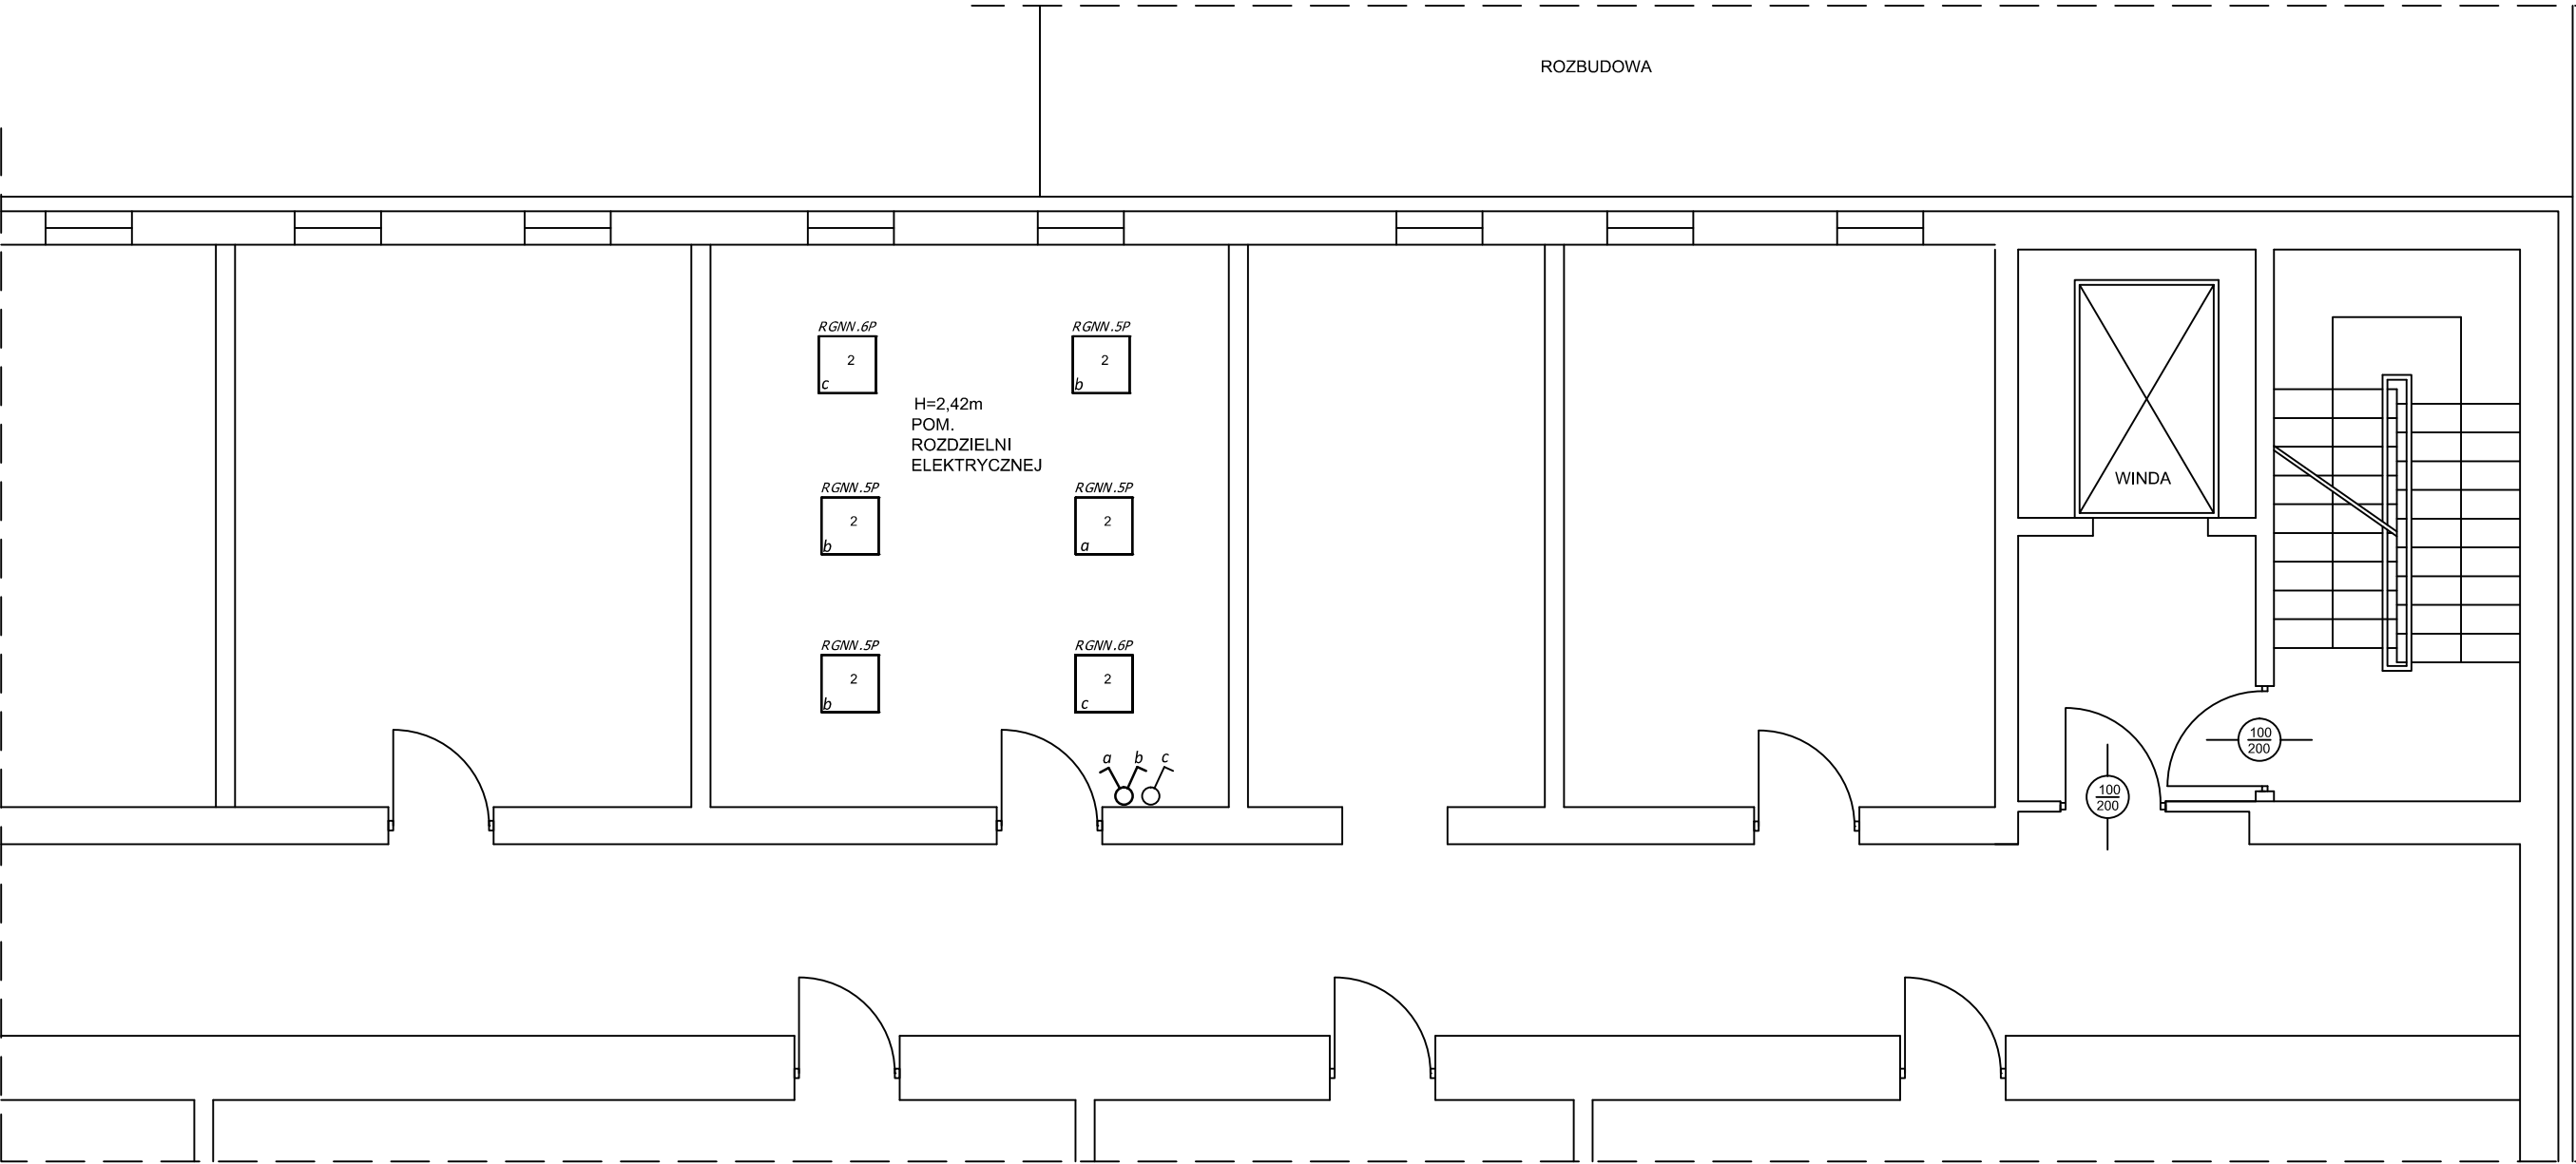 ROZBUDOWA
RGNN.6P
2
c
RGNN.5P
2
b
H=2,42m
POM.
ROZDZIELNI
ELEKTRYCZNEJ
WINDA
RGNN.5P
2
b
RGNN.5P
2
a
RGNN.5P
2
b
RGNN.6P
2
c
a b c
100
200
100
200